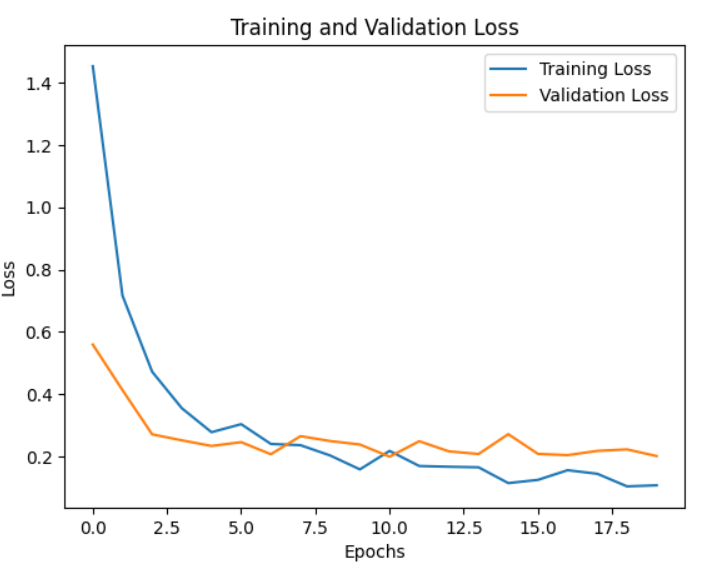 Training and Validation Loss
Training Loss
Validation Loss
1.4
1.2
1.0
0.8
0.6
0.4
0.2
Loss
0.0 2.5 5.0 7.5 10.0 12.5 15.0 17.5
Epochs